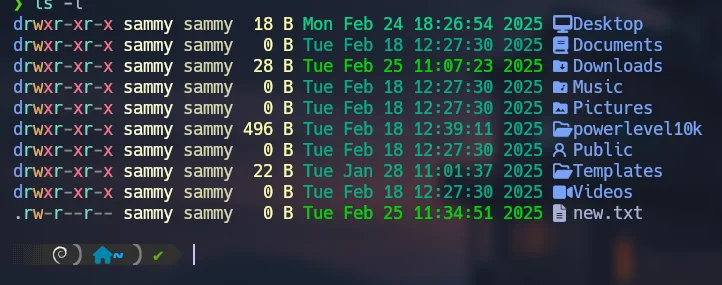 ❯ ls -l
drwxr-xr-x sammy sammy 18 B Mon Feb 24 18:26:54 2025 Desktop
drwxr-xr-x sammy sammy 0 B Tue Feb 18 12:27:30 2025 Documents
drwxr-xr-x sammy sammy 28 B Tue Feb 25 11:07:23 2025 Downloads
drwxr-xr-x sammy sammy 0 B Tue Feb 18 12:27:30 2025 Music
drwxr-xr-x sammy sammy 0 B Tue Feb 18 12:27:30 2025 Pictures
drwxr-xr-x sammy sammy 496 B Tue Feb 18 12:39:11 2025 powerlevel10k
drwxr-xr-x sammy sammy 0 B Tue Feb 18 12:27:30 2025 Public
drwxr-xr-x sammy sammy 22 B Tue Jan 28 11:01:37 2025 Templates
drwxr-xr-x sammy sammy 0 B Tue Feb 18 12:27:30 2025 Videos
.rw-r--r-- sammy sammy 0 B Tue Feb 25 11:34:51 2025 new.txt
~ ✔